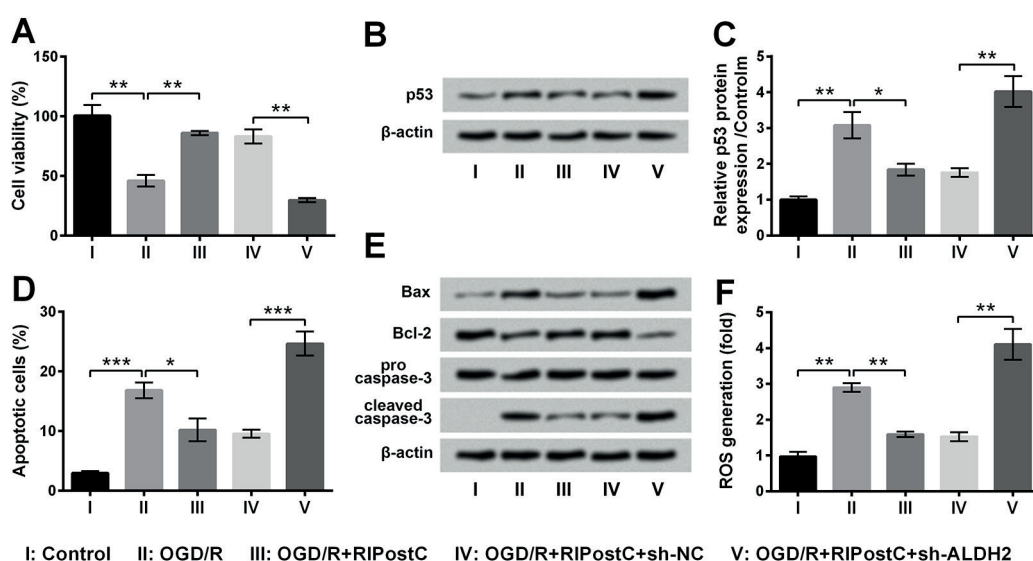 A
Cell viability (%)
150
100
50
0
** ** **
I II III IV V
B
p53
β-actin
I II III IV V
C
Relative p53 protein
expression /Controlm
5
4
3
2
1
0
** * **
I II III IV V
D
Apoptotic cells (%)
30
20
10
0
*** * ***
I II III IV V
E
Bax
Bcl-2
pro
caspase-3
cleaved
caspase-3
β-actin
I II III IV V
F
ROS generation (fold)
5
4
3
2
1
0
** ** **
I II III IV V
I: Control II: OGD/R III: OGD/R+RIPostC IV: OGD/R+RIPostC+sh-NC V: OGD/R+RIPostC+sh-ALDH2